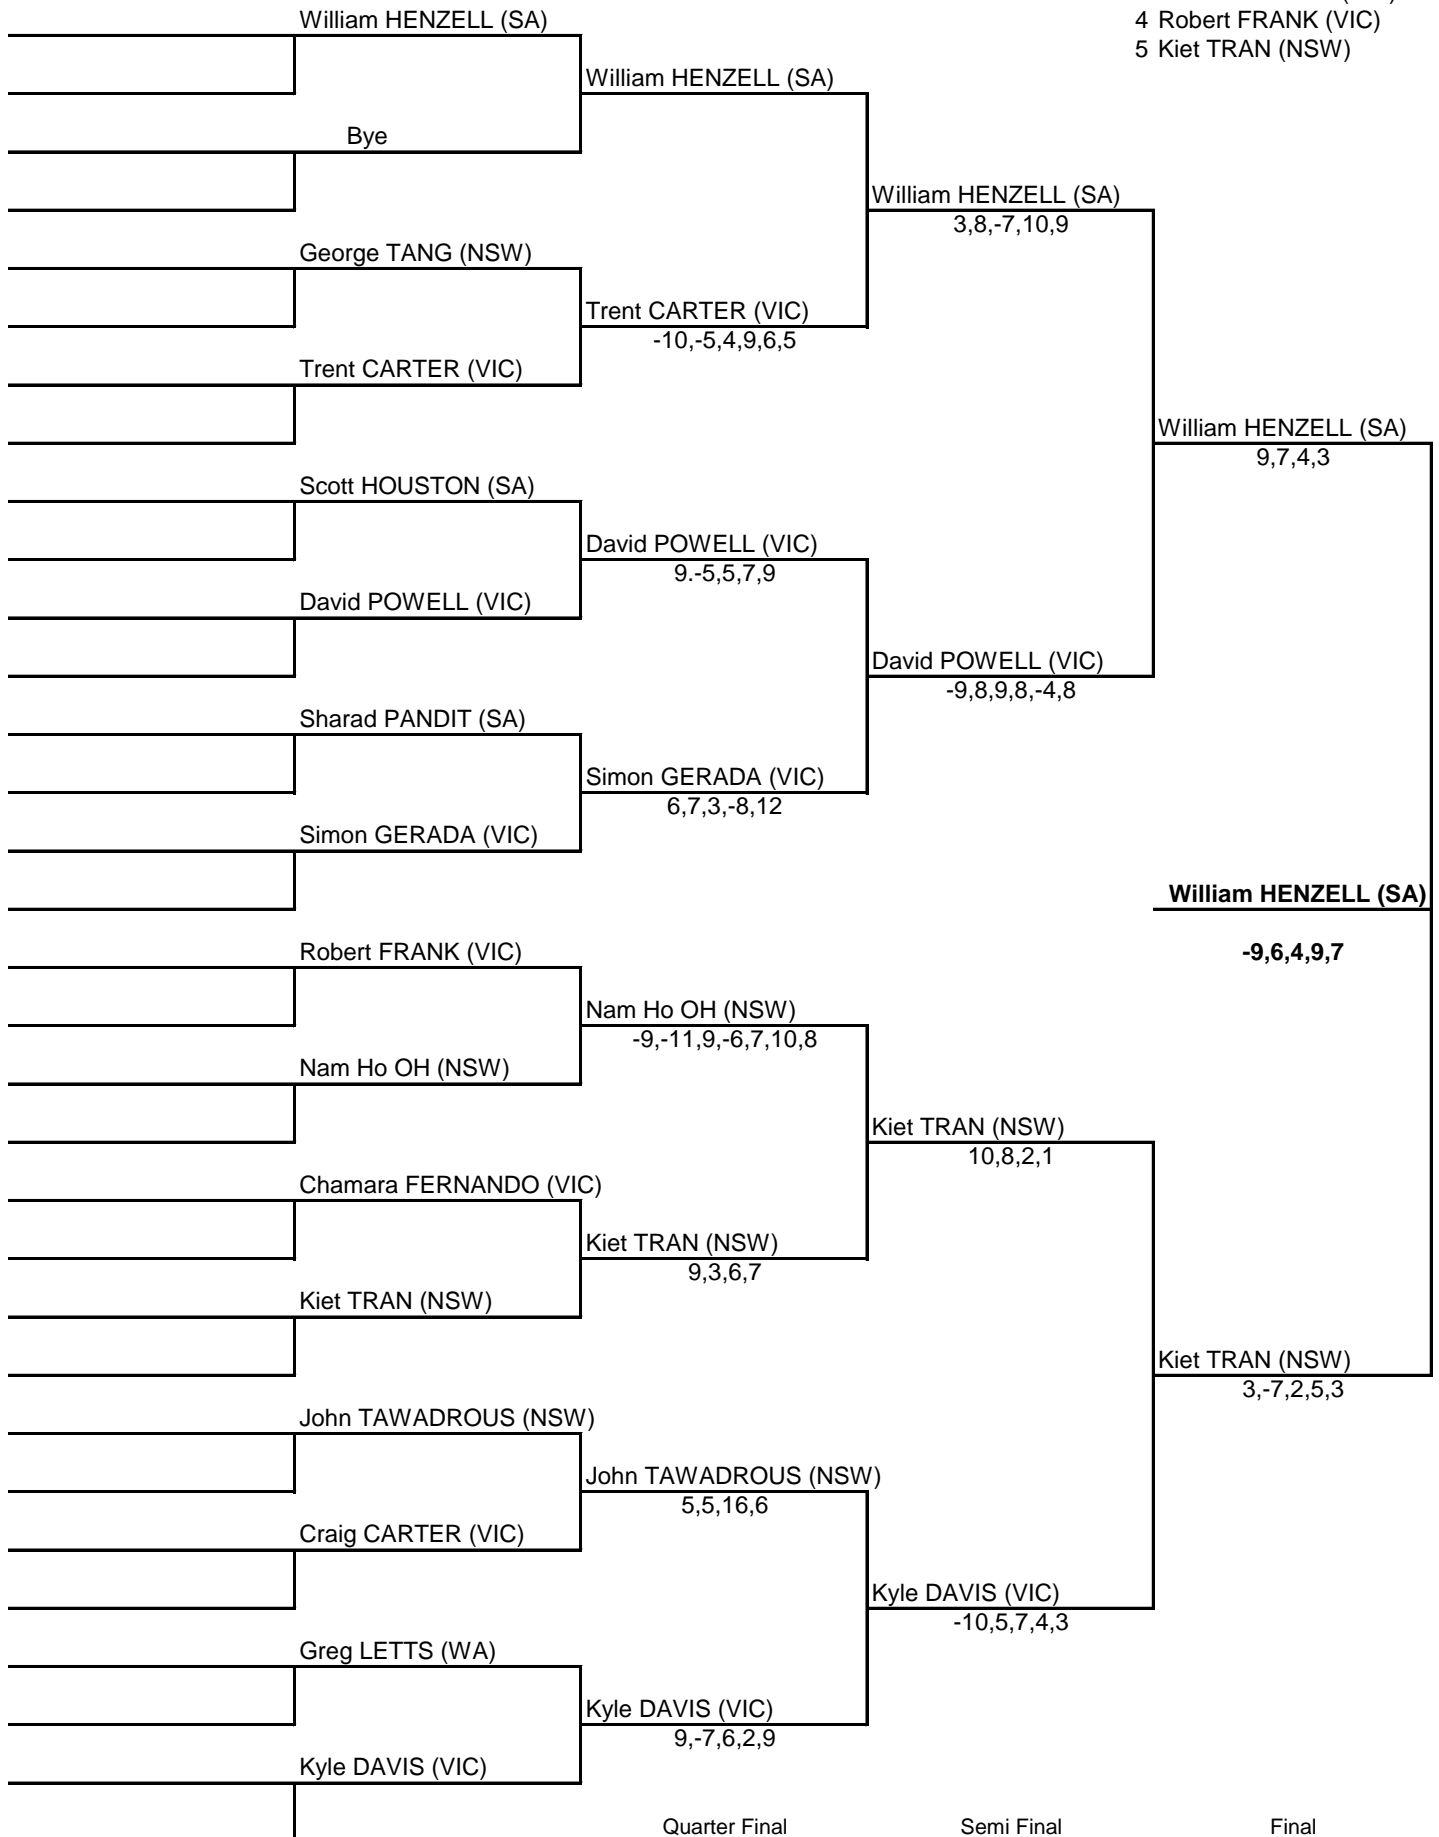 William HENZELL (SA)
4 Robert FRANK (VIC)
5 Kiet TRAN (NSW)
William HENZELL (SA)
Bye
William HENZELL (SA)
3,8,-7,10,9
George TANG (NSW)
Trent CARTER (VIC)
-10,-5,4,9,6,5
Trent CARTER (VIC)
William HENZELL (SA)
9,7,4,3
Scott HOUSTON (SA)
David POWELL (VIC)
9.-5,5,7,9
David POWELL (VIC)
David POWELL (VIC)
-9,8,9,8,-4,8
Sharad PANDIT (SA)
Simon GERADA (VIC)
6,7,3,-8,12
Simon GERADA (VIC)
William HENZELL (SA)
Robert FRANK (VIC)
-9,6,4,9,7
Nam Ho OH (NSW)
-9,-11,9,-6,7,10,8
Nam Ho OH (NSW)
Kiet TRAN (NSW)
10,8,2,1
Chamara FERNANDO (VIC)
Kiet TRAN (NSW)
9,3,6,7
Kiet TRAN (NSW)
Kiet TRAN (NSW)
3,-7,2,5,3
John TAWADROUS (NSW)
John TAWADROUS (NSW)
5,5,16,6
Craig CARTER (VIC)
Kyle DAVIS (VIC)
-10,5,7,4,3
Greg LETTS (WA)
Kyle DAVIS (VIC)
9,-7,6,2,9
Kyle DAVIS (VIC)
Quarter Final Semi Final Final